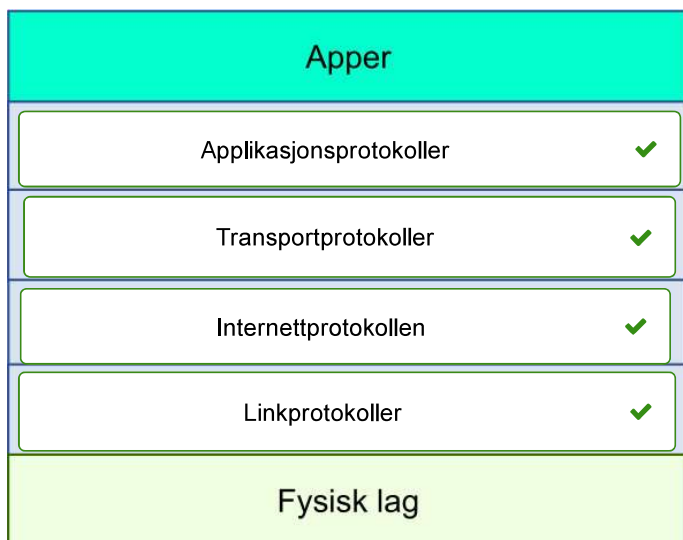 Apper
Applikasjonsprotokoller
Transportprotokoller
Internettprotokollen
Linkprotokoller
Fysisk lag